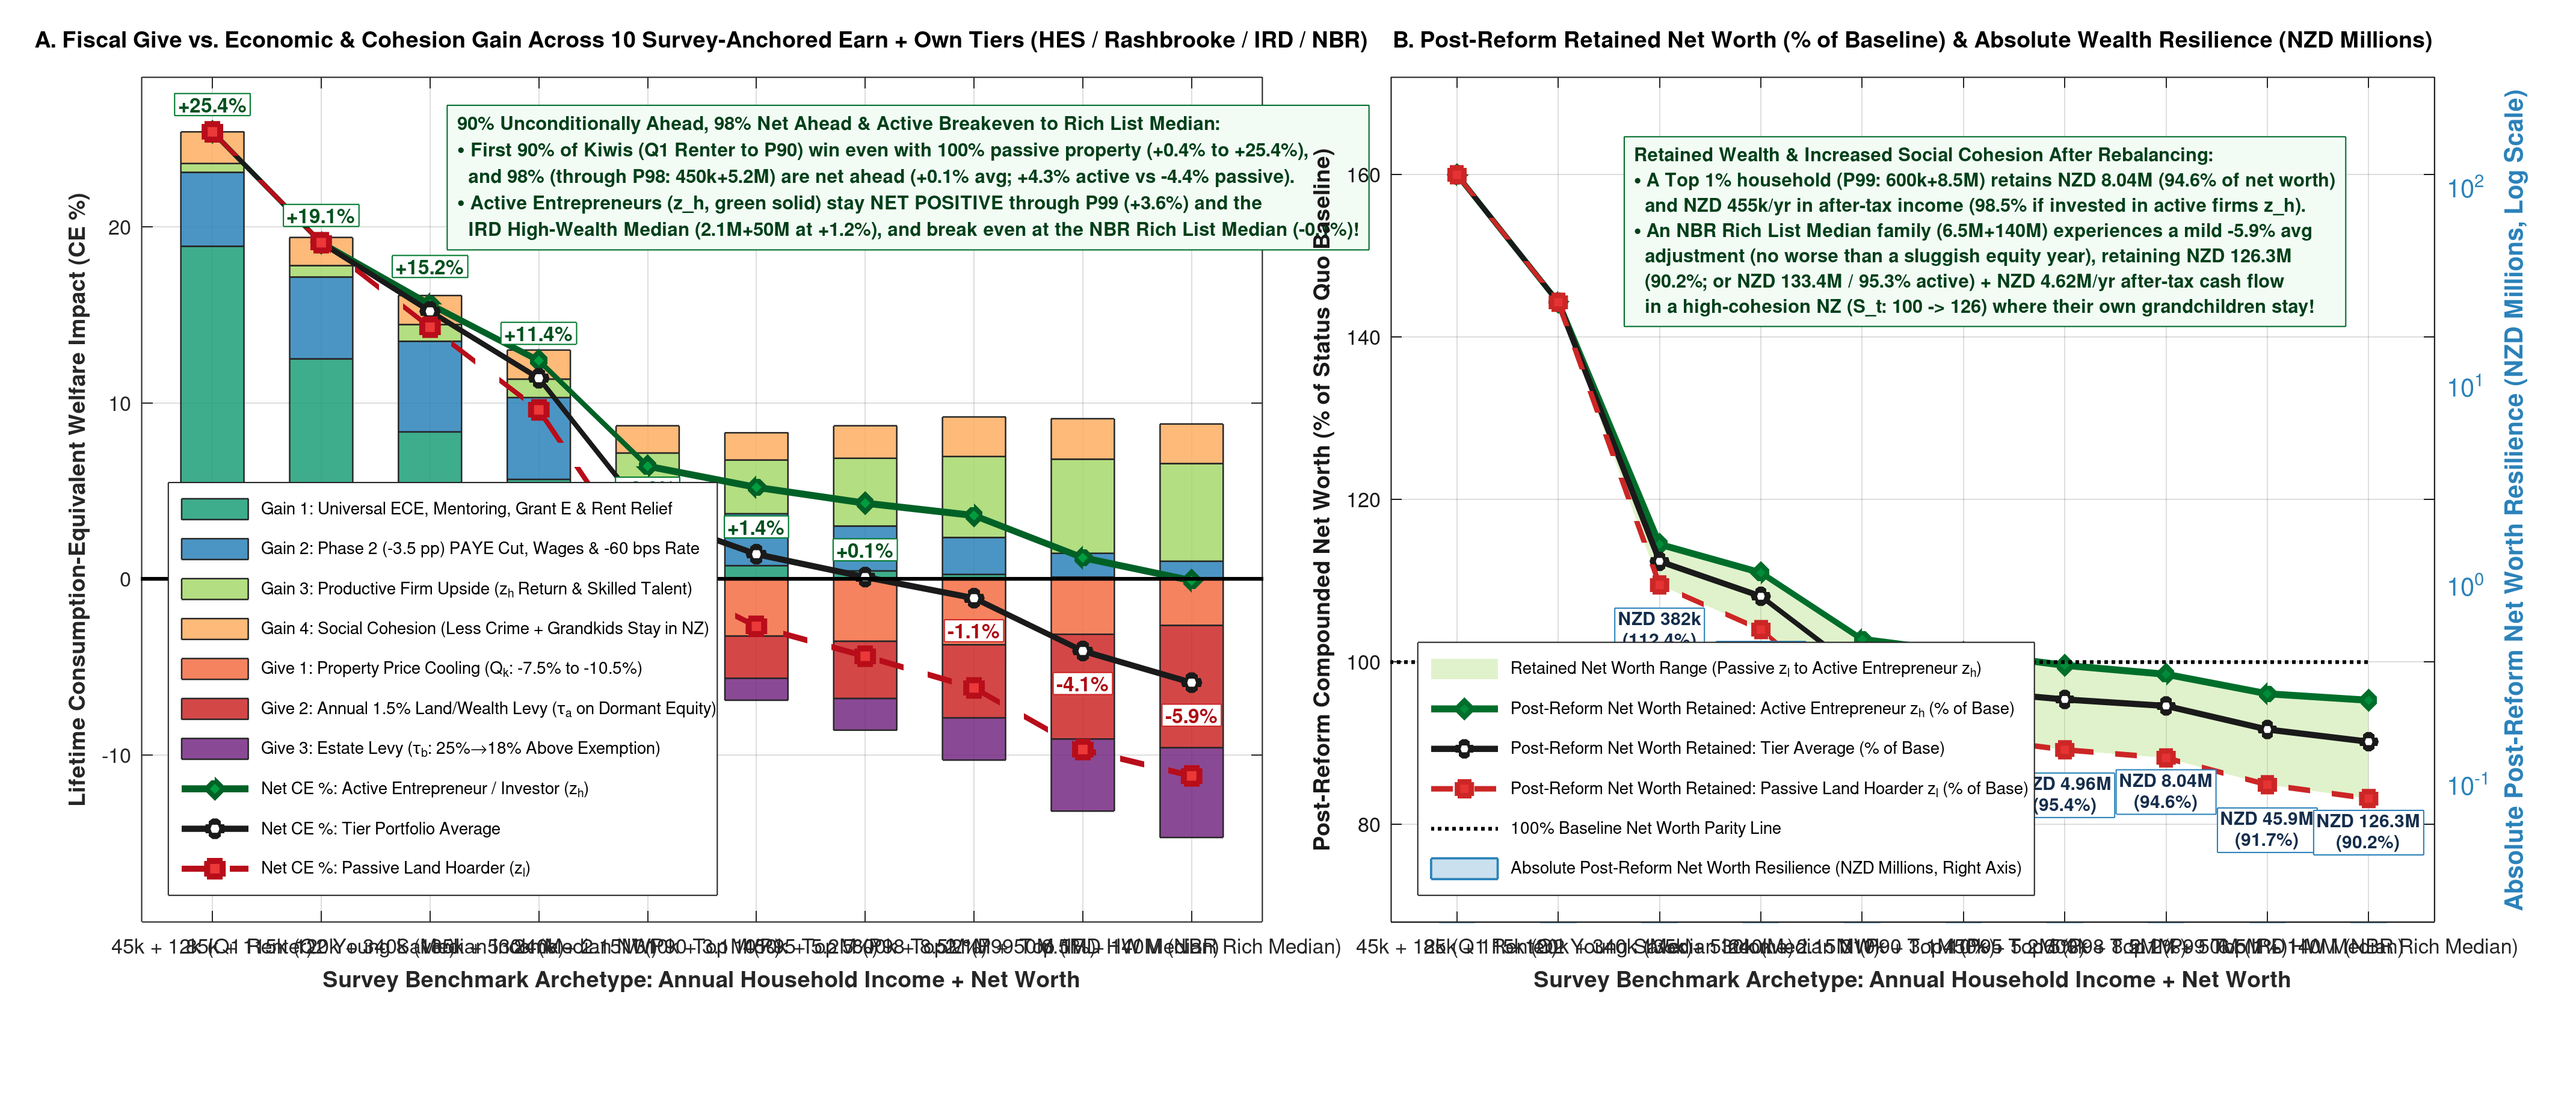 A. Fiscal Give vs. Economic & Cohesion Gain Across 10 Survey-Anchored Earn + Own Tiers (HES / Rashbrooke / IRD / NBR)
Lifetime Consumption-Equivalent Welfare Impact (CE %)
20
10
0
-10
+25.4%
+19.1%
+15.2%
+11.4%
+1.4%
+0.1%
-1.1%
-4.1%
-5.9%
90% Unconditionally Ahead, 98% Net Ahead & Active Breakeven to Rich List Median:
• First 90% of Kiwis (Q1 Renter to P90) win even with 100% passive property (+0.4% to +25.4%),
and 98% (through P98: 450k+5.2M) are net ahead (+0.1% avg; +4.3% active vs -4.4% passive).
• Active Entrepreneurs (z_h, green solid) stay NET POSITIVE through P99 (+3.6%) and the
IRD High-Wealth Median (2.1M+50M at +1.2%), and break even at the NBR Rich List Median
Gain 1: Universal ECE, Mentoring, Grant E & Rent Relief
Gain 2: Phase 2 (-3.5 pp) PAYE Cut, Wages & -60 bps Rate
Gain 3: Productive Firm Upside (zh Return & Skilled Talent)
Gain 4: Social Cohesion (Less Crime + Grandkids Stay in NZ)
Give 1: Property Price Cooling (Qk: -7.5% to -10.5%)
Give 2: Annual 1.5% Land/Wealth Levy (τa on Dormant Equity)
Give 3: Estate Levy (τb: 25%→18% Above Exemption)
Net CE %: Active Entrepreneur / Investor (zh)
Net CE %: Tier Portfolio Average
Net CE %: Passive Land Hoarder (zl)
Survey Benchmark Archetype: Annual Household Income + Net Worth
B. Post-Reform Retained Net Worth (% of Baseline) & Absolute Wealth Resilience (NZD Millions)
Post-Reform Compounded Net Worth (% of Status Quo Baseline)
160
140
120
100
80
Retained Wealth & Increased Social Cohesion After Rebalancing:
• A Top 1% household (P99: 600k+8.5M) retains NZD 8.04M (94.6% of net worth)
and NZD 455k/yr in after-tax income (98.5% if invested in active firms z_h).
• An NBR Rich List Median family (6.5M+140M) experiences a mild -5.9% avg
adjustment (no worse than a sluggish equity year), retaining NZD 126.3M
(90.2%; or NZD 133.4M / 95.3% active) + NZD 4.62M/yr after-tax cash flow
in a high-cohesion NZ (S_t: 100 -> 126) where their own grandchildren stay!
NZD 382k
(112.4%)
NZD 4.96M
(95.4%)
NZD 8.04M
(94.6%)
NZD 45.9M
(91.7%)
NZD 126.3M
(90.2%)
Retained Net Worth Range (Passive zl to Active Entrepreneur zh)
Post-Reform Net Worth Retained: Active Entrepreneur zh (% of Base)
Post-Reform Net Worth Retained: Tier Average (% of Base)
Post-Reform Net Worth Retained: Passive Land Hoarder zl (% of Base)
100% Baseline Net Worth Parity Line
Absolute Post-Reform Net Worth Resilience (NZD Millions, Right Axis)
10^2
10^1
10^0
10^-1
Absolute Post-Reform Net Worth Resilience (NZD Millions, Log Scale)
Survey Benchmark Archetype: Annual Household Income + Net Worth